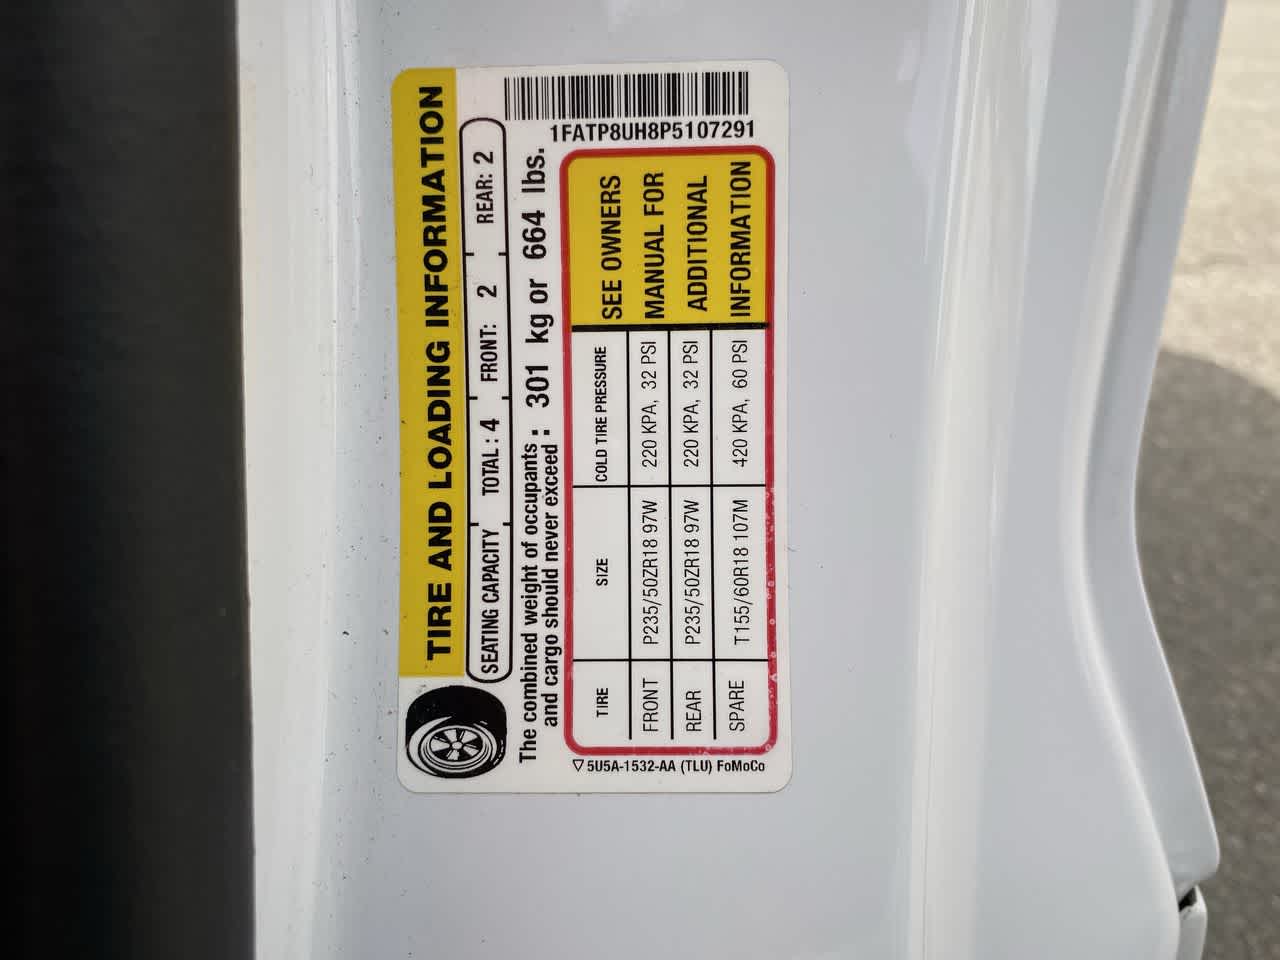 1FATP8UH8P5107291
TIRE AND LOADING INFORMATION
SEATING CAPACITY TOTAL : 4 FRONT: 2 REAR: 2
The combined weight of occupants
and cargo should never exceed : 301 kg or 664 lbs.
TIRE SIZE COLD TIRE PRESSURE
FRONT P235/50ZR18 97W 220 KPA, 32 PSI
REAR P235/50ZR18 97W 220 KPA, 32 PSI
SPARE T155/60R18 107M 420 KPA, 60 PSI
SEE OWNERS
MANUAL FOR
ADDITIONAL
INFORMATION
5U5A-1532-AA (TLU) FoMoCo